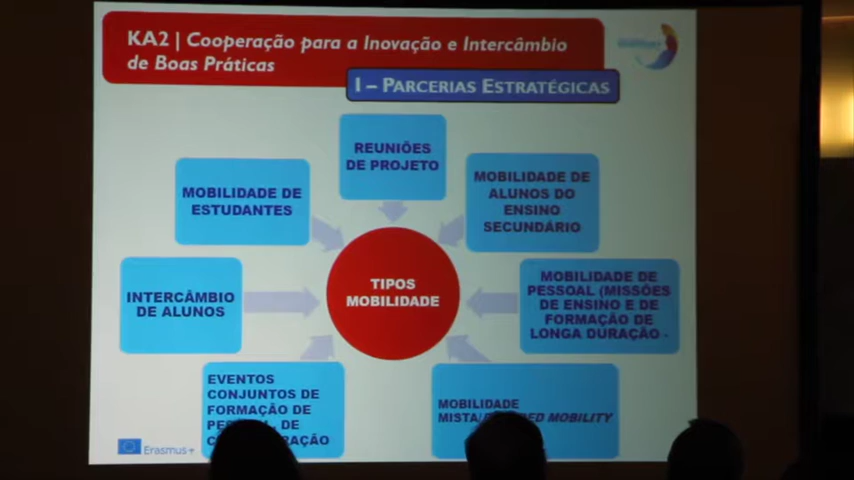 KA2 | Cooperação para a Inovação e Intercâmbio
de Boas Práticas
I – PARCERIAS ESTRATÉGICAS
REUNIÕES
DE PROJETO
MOBILIDADE DE
ESTUDANTES
MOBILIDADE DE
ALUNOS DO
ENSINO
SECUNDÁRIO
INTERCÂMBIO
DE ALUNOS
TIPOS
MOBILIDADE
MOBILIDADE DE
PESSOAL (MISSÕES
DE ENSINO E DE
FORMAÇÃO DE
LONGA DURAÇÃO -
EVENTOS
CONJUNTOS DE
FORMAÇÃO DE
DE
MOBILIDADE
MISTA/ MOBILITY
Erasmus+